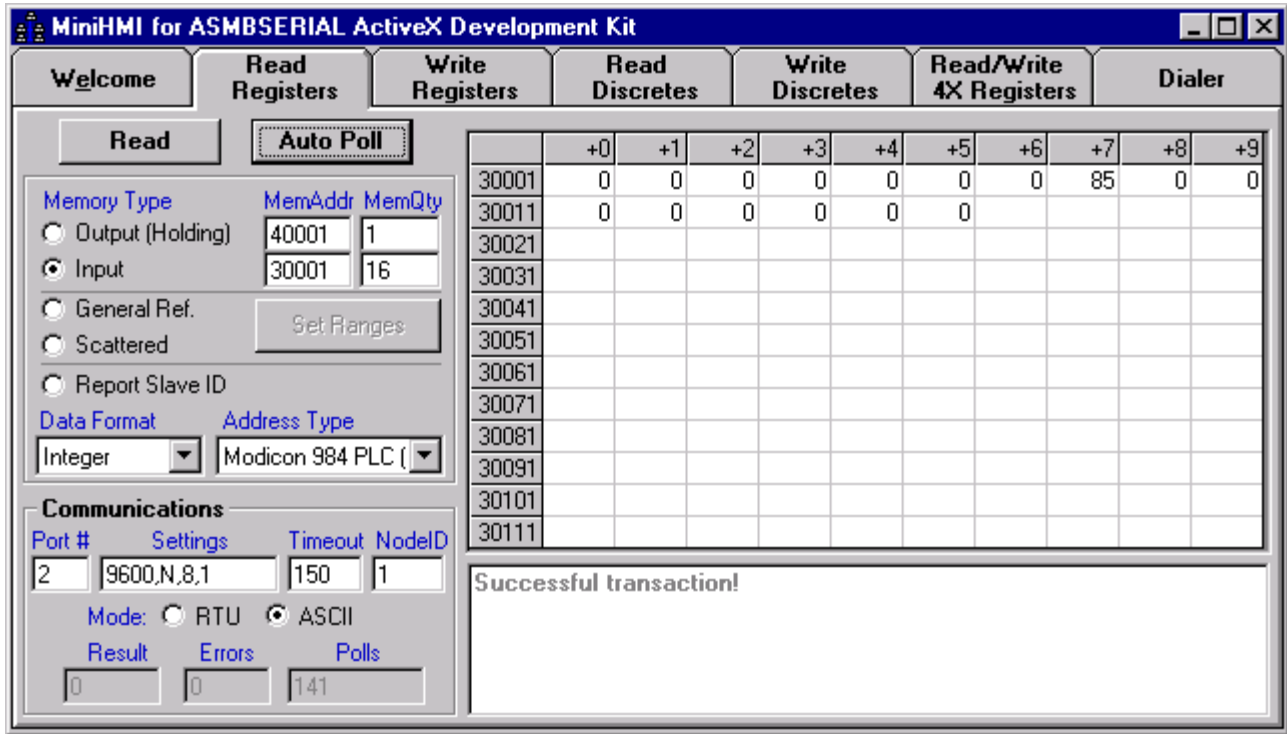 MiniHMI for ASMBSERIAL ActiveX Development Kit
Welcome
Read Registers
Write Registers
Read Discretes
Write Discretes
Read/Write 4X Registers
Dialer
Read
Auto Poll
Memory Type MemAddr MemQty
Output (Holding) 40001 1
Input 30001 16
General Ref.
Set Ranges
Scattered
Report Slave ID
Data Format Address Type
Integer Modicon 984 PLC (
Communications
Port # Settings Timeout NodeID
2 9600,N,8,1 150 1
Mode: RTU ASCII
Result Errors Polls
0 0 141
+0 +1 +2 +3 +4 +5 +6 +7 +8 +9
30001 0 0 0 0 0 0 0 85 0 0
30011 0 0 0 0 0 0
30021
30031
30041
30051
30061
30071
30081
30091
30101
30111
Successful transaction!